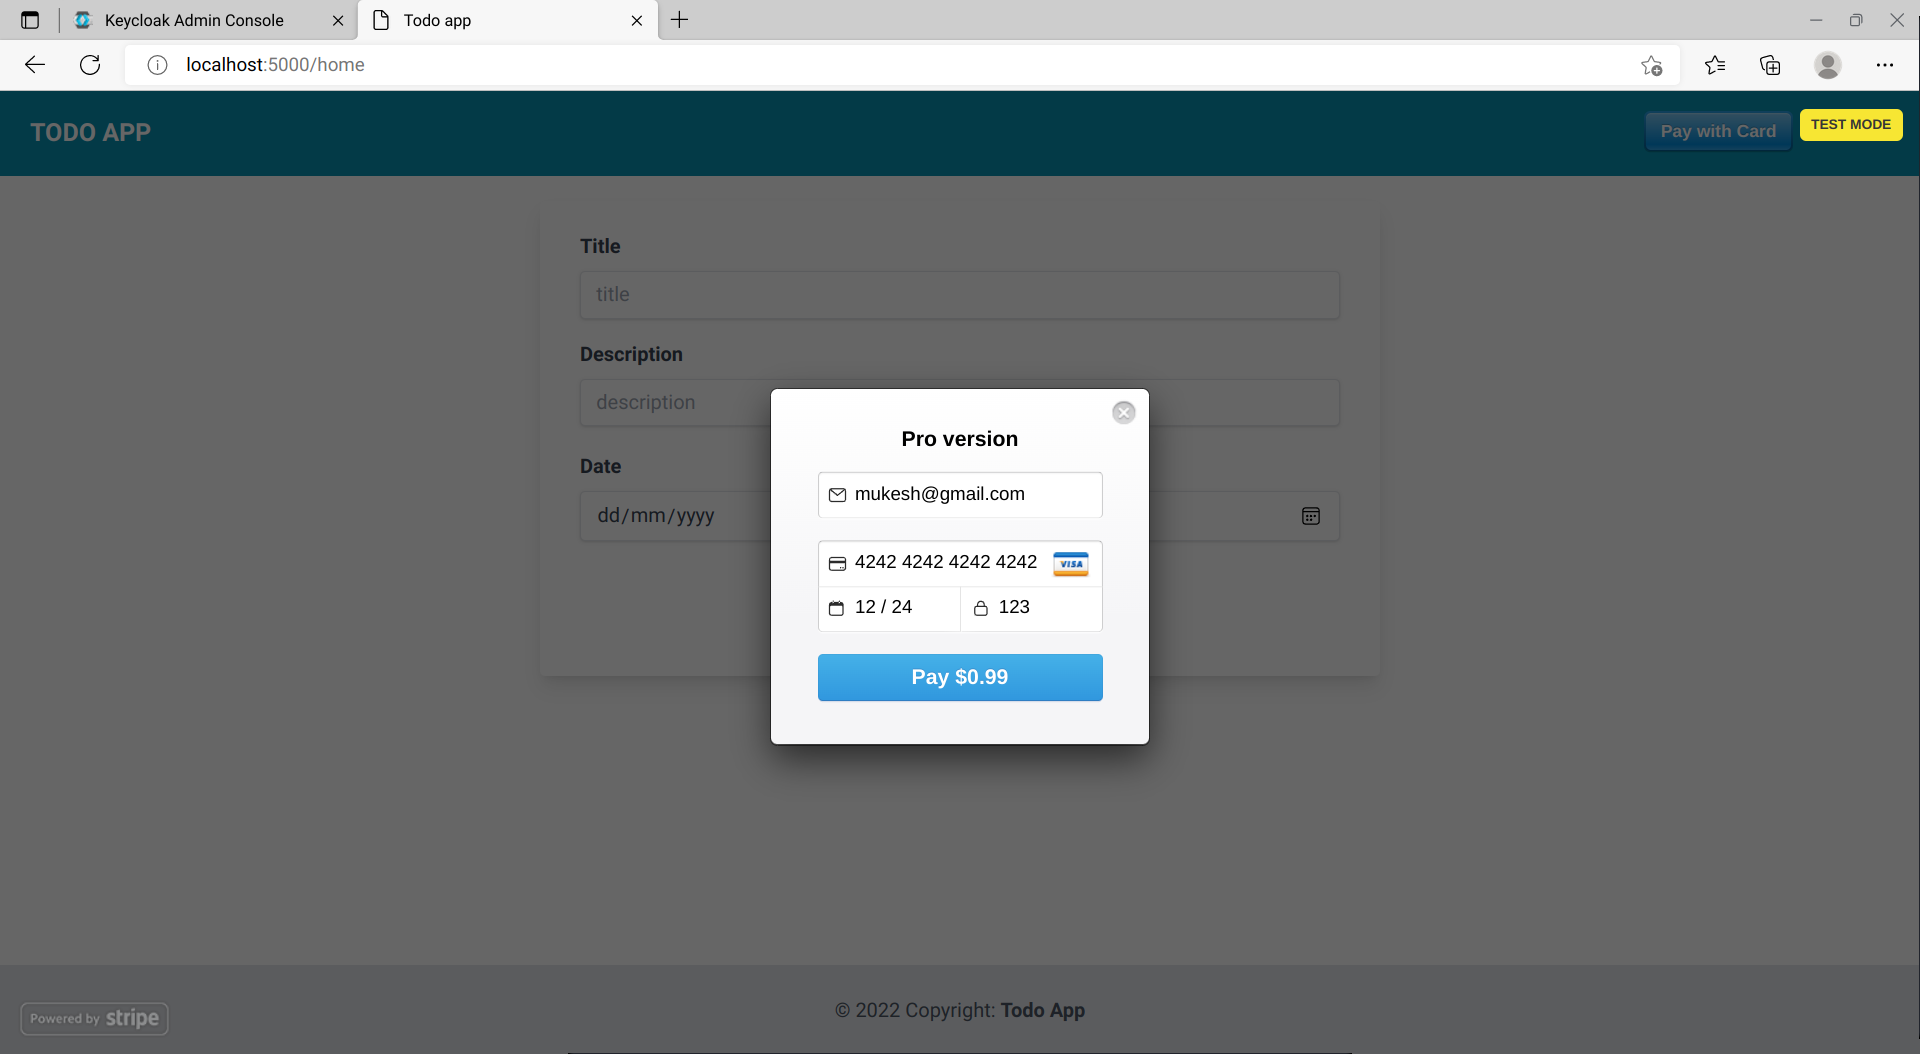 Keycloak Admin Console
Todo app
localhost:5000/home
TODO APP
Pay with Card
TEST MODE
Title
title
Description
description
Date
dd/mm/yyyy
Pro version
mukesh@gmail.com
4242 4242 4242 4242
VISA
12 / 24
123
Pay $0.99
Powered by stripe
© 2022 Copyright: Todo App